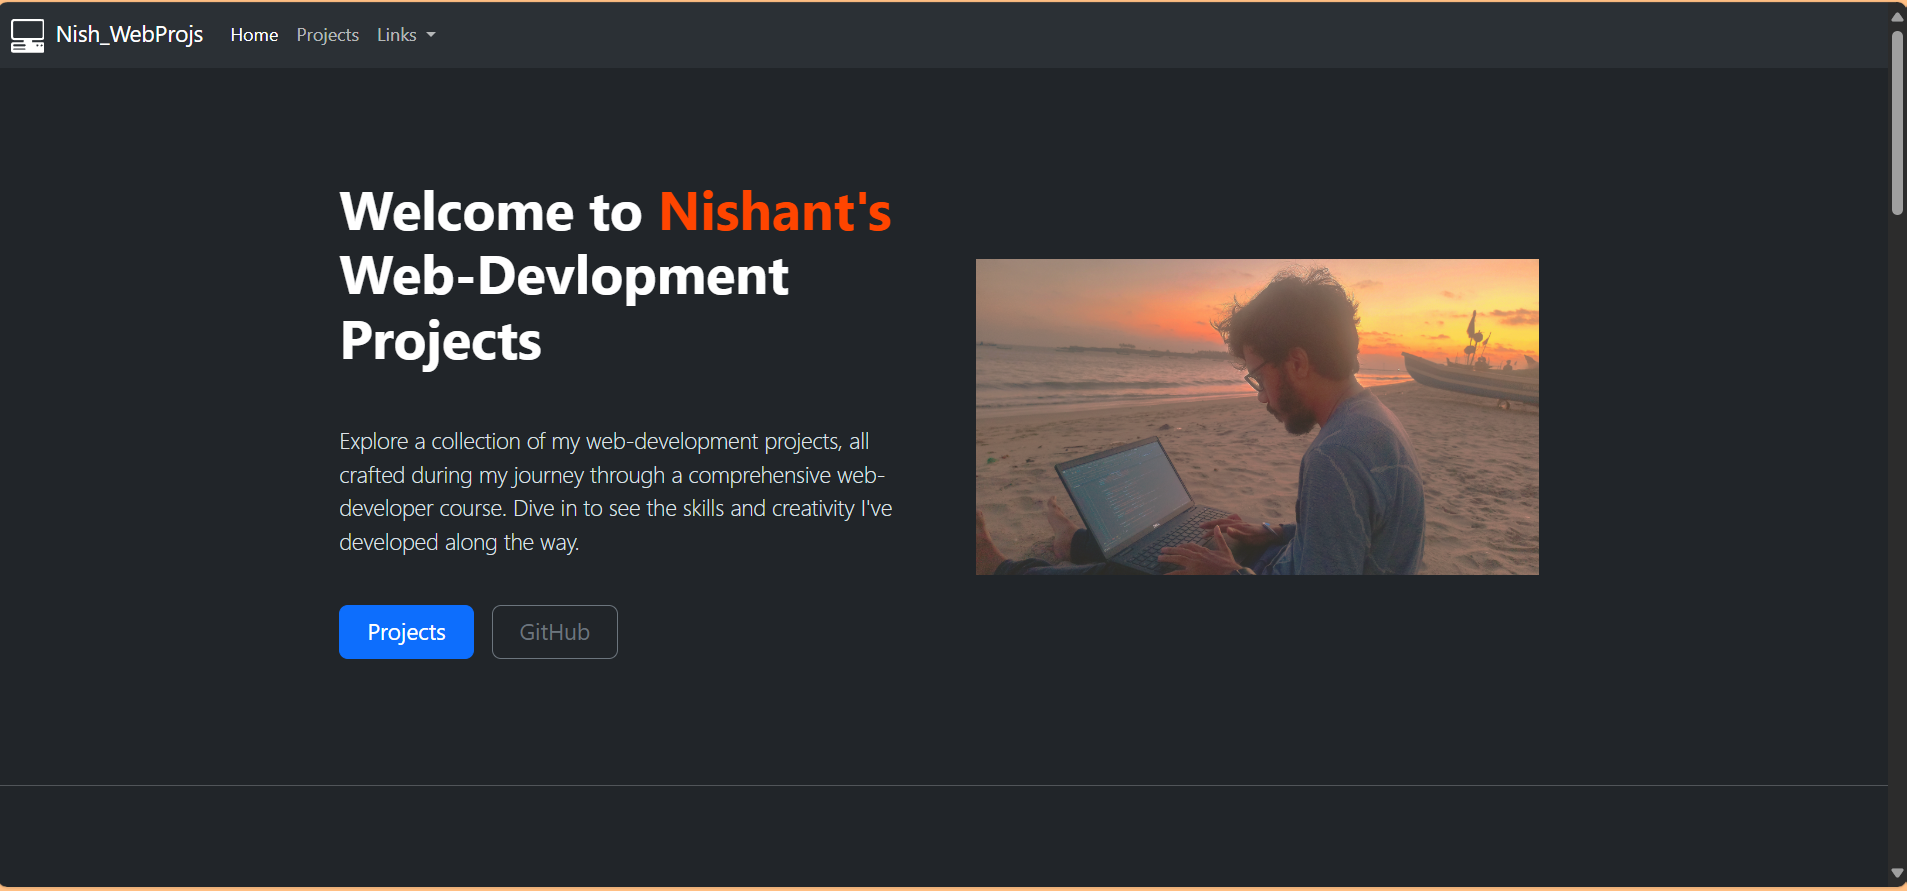 Nish_WebProjs Home Projects Links
Welcome to Nishant's
Web-Devlopment
Projects
Explore a collection of my web-development projects, all
crafted during my journey through a comprehensive web-
developer course. Dive in to see the skills and creativity I've
developed along the way.
Projects GitHub